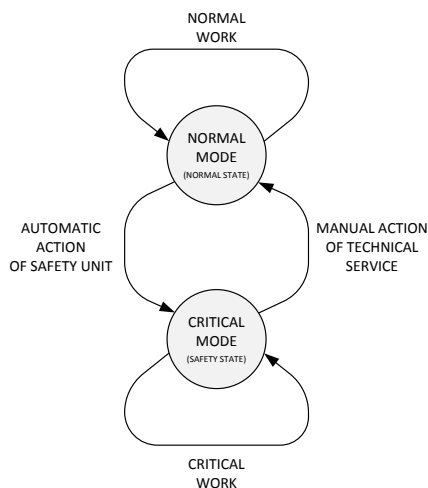 NORMAL
WORK
NORMAL
MODE
(NORMAL STATE)
AUTOMATIC
ACTION
OF SAFETY UNIT
MANUAL ACTION
OF TECHNICAL
SERVICE
CRITICAL
MODE
(SAFETY STATE)
CRITICAL
WORK